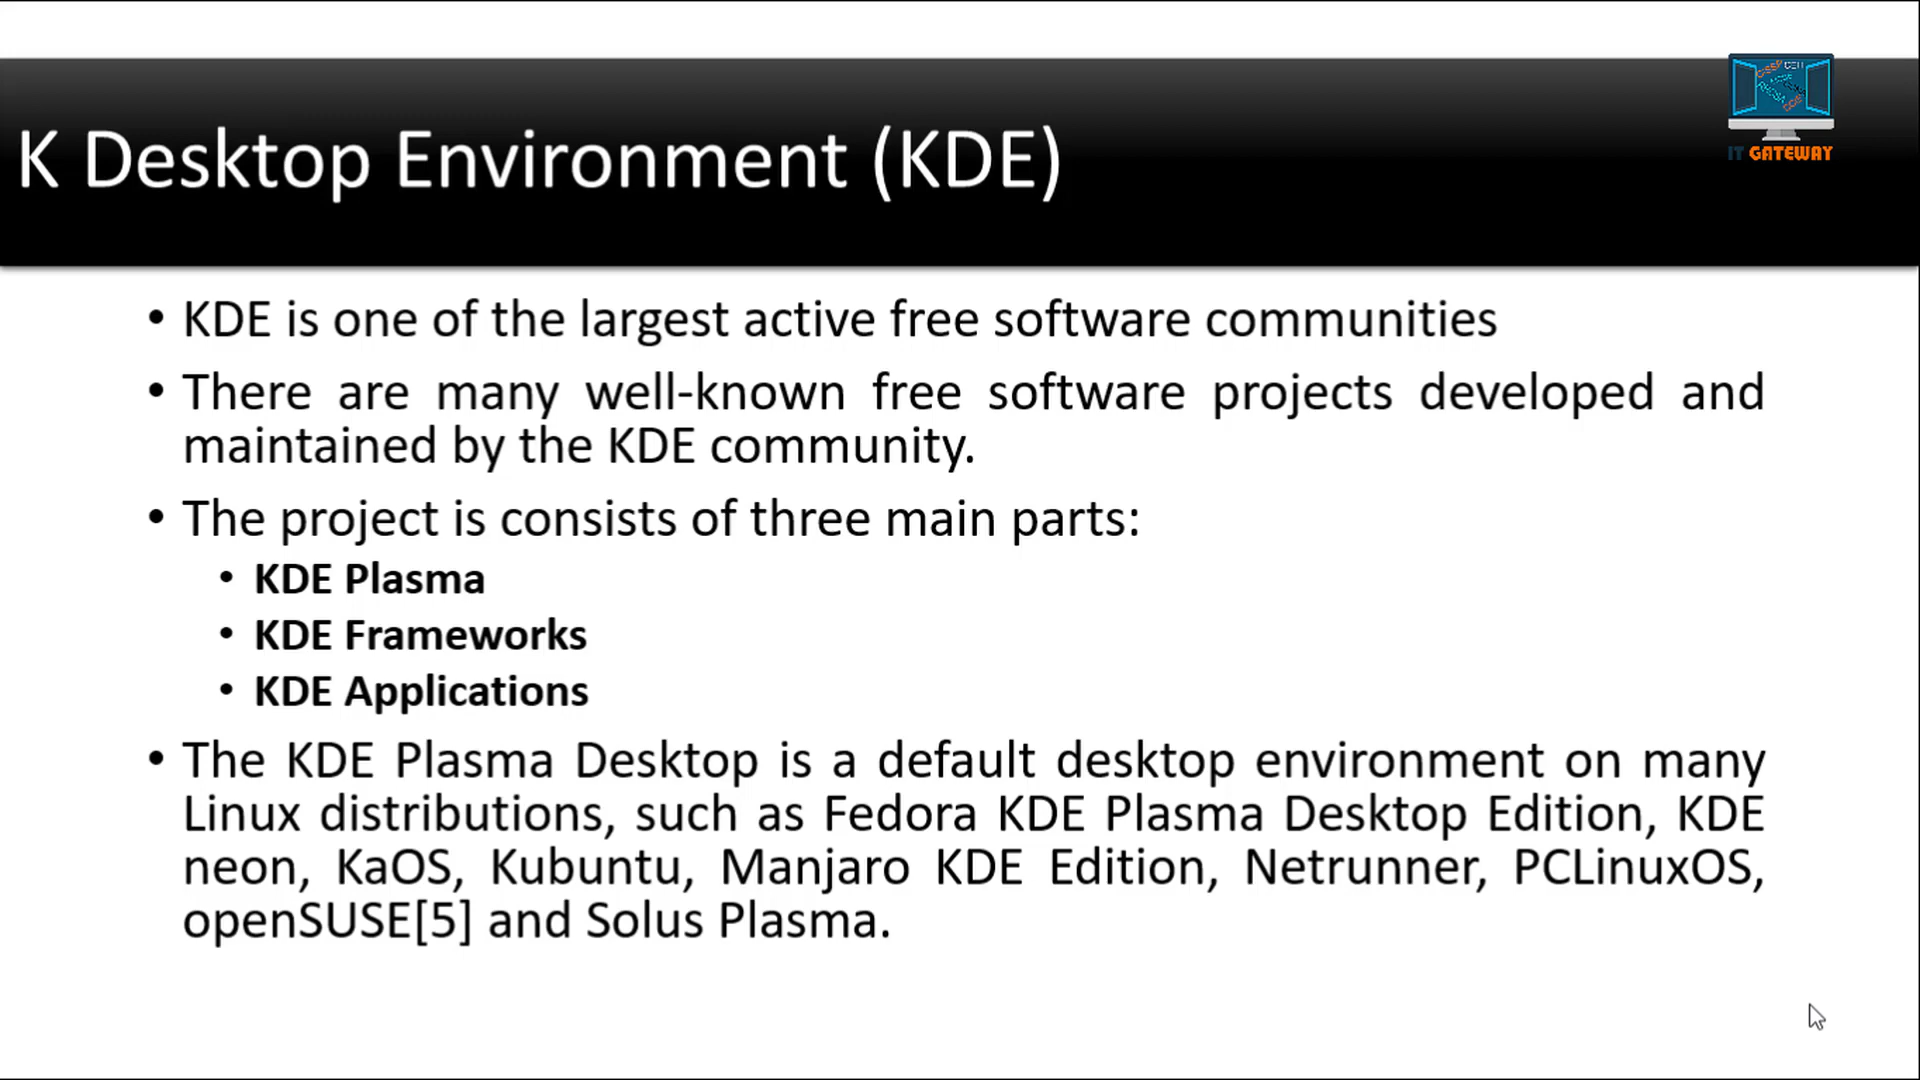 K Desktop Environment (KDE)
IT GATEWAY
• KDE is one of the largest active free software communities
• There are many well-known free software projects developed and
maintained by the KDE community.
• The project is consists of three main parts:
• KDE Plasma
• KDE Frameworks
• KDE Applications
• The KDE Plasma Desktop is a default desktop environment on many
Linux distributions, such as Fedora KDE Plasma Desktop Edition, KDE
neon, KaOS, Kubuntu, Manjaro KDE Edition, Netrunner, PCLinuxOS,
openSUSE[5] and Solus Plasma.